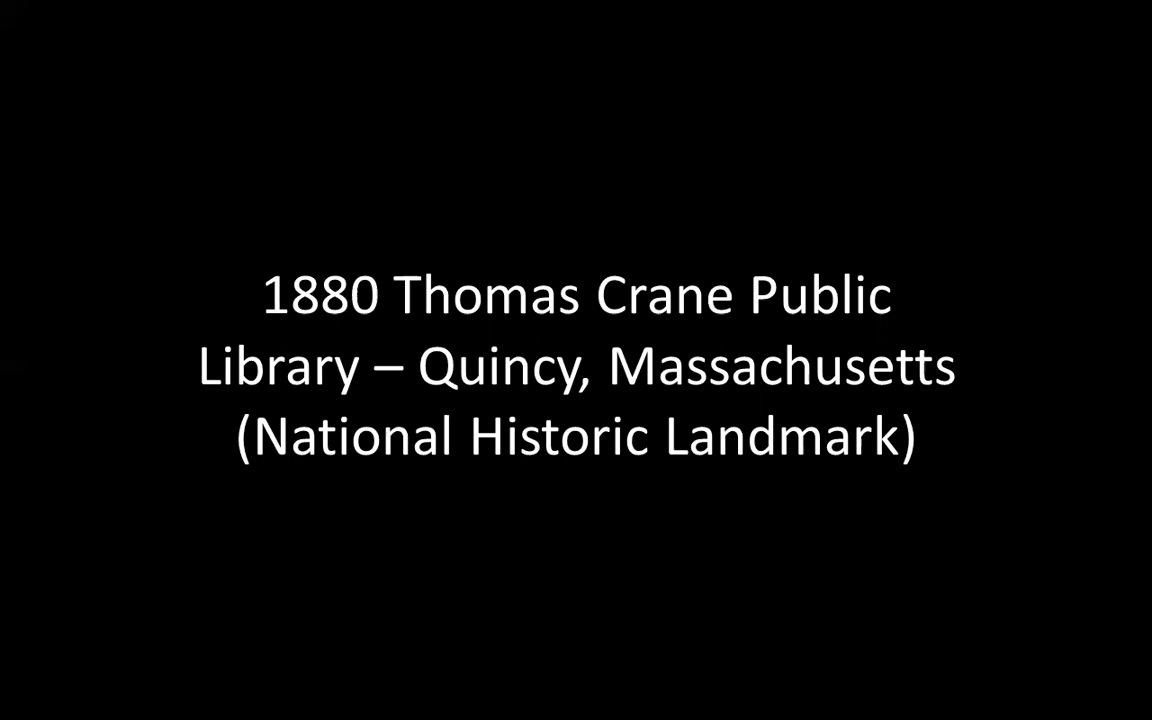 1880 Thomas Crane Public
Library – Quincy, Massachusetts
(National Historic Landmark)